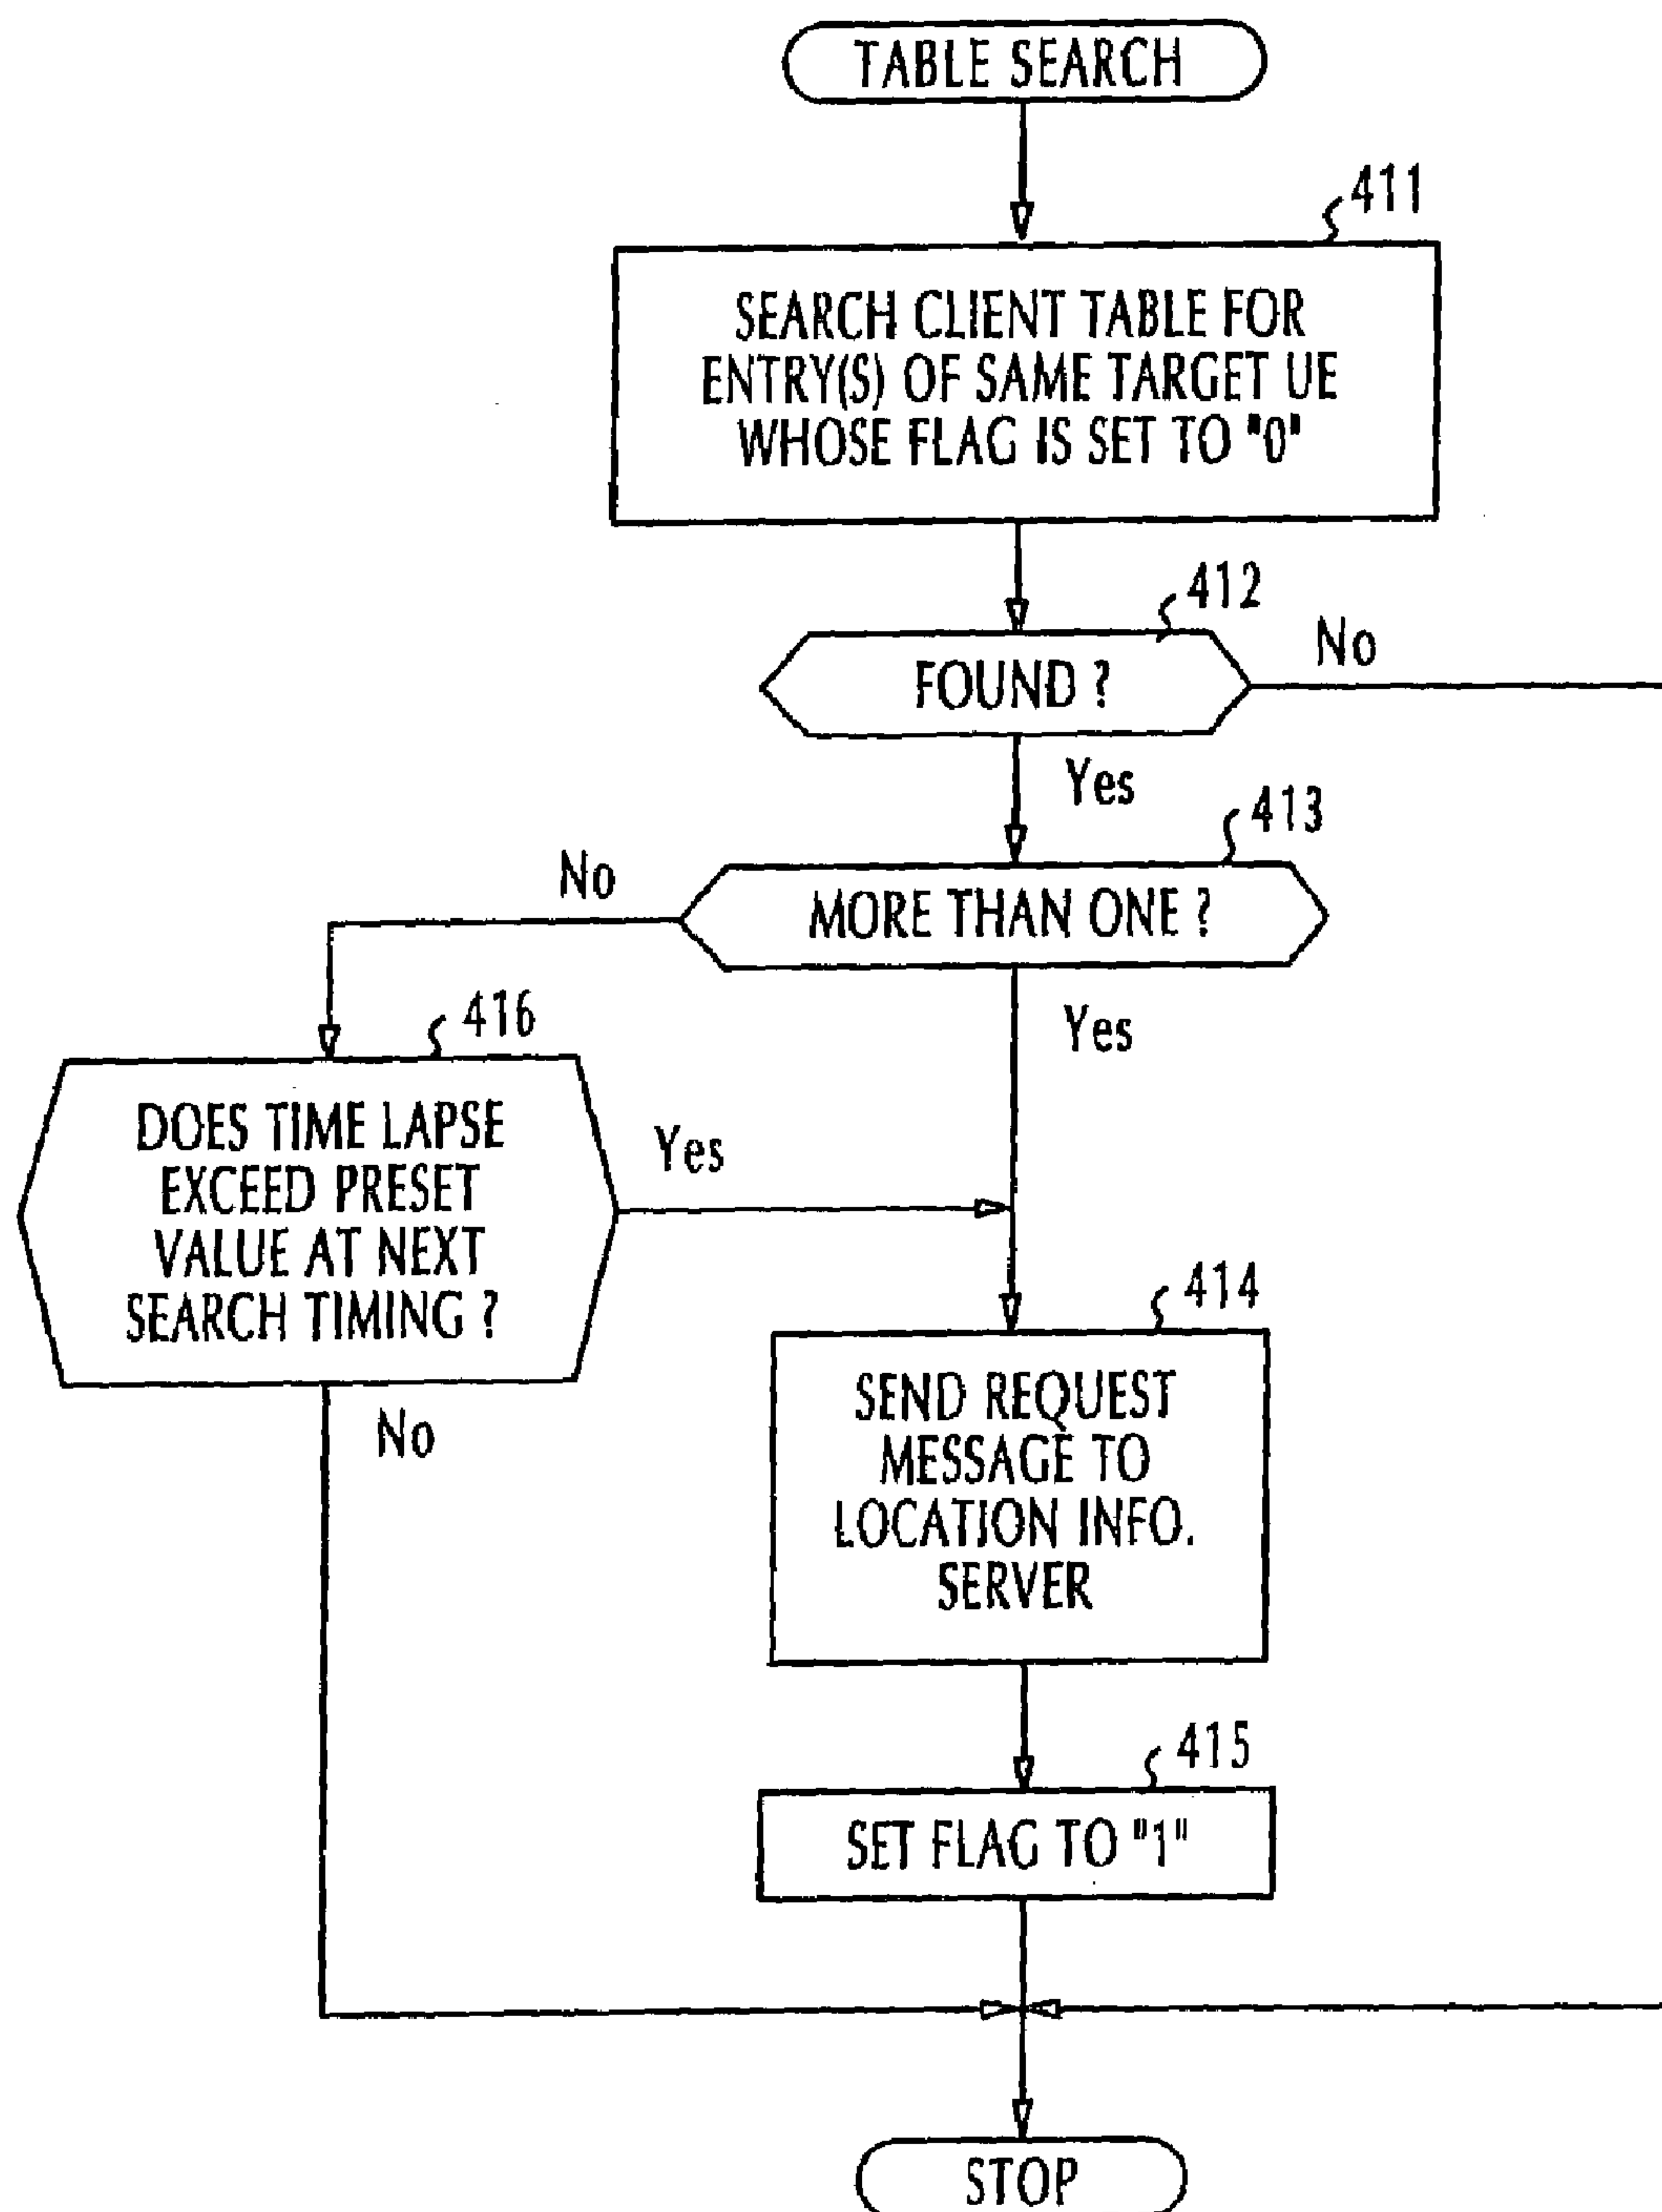 TABLE SEARCH
411
SEARCH CLIENT TABLE FOR
ENTRY(S) OF SAME TARGET UE
WHOSE FLAG IS SET TO "0"
412
FOUND ?
No
Yes
413
No
MORE THAN ONE ?
Yes
416
DOES TIME LAPSE
EXCEED PRESET
VALUE AT NEXT
SEARCH TIMING ?
Yes
No
414
SEND REQUEST
MESSAGE TO
LOCATION INFO.
SERVER
415
SET FLAG TO "1"
STOP